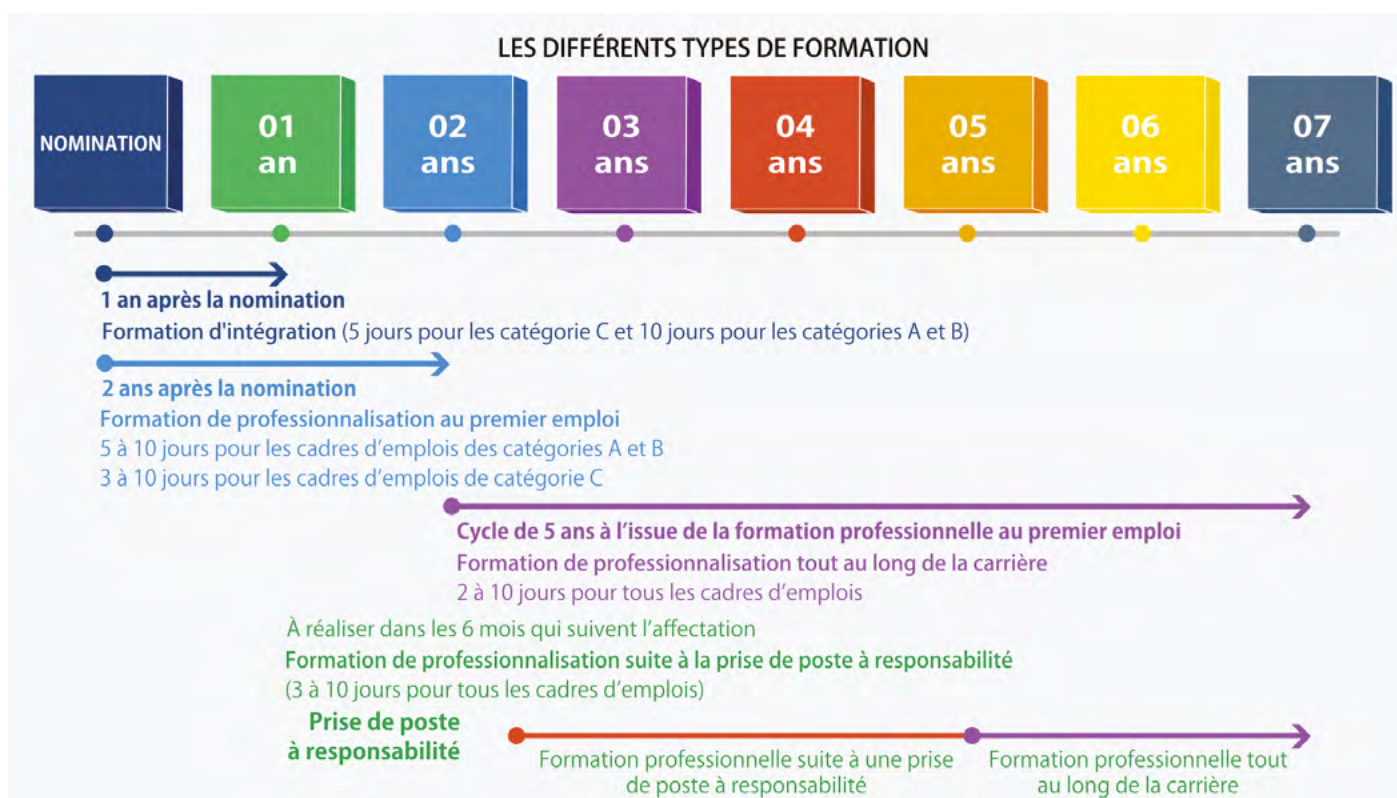 LES DIFFÉRENTS TYPES DE FORMATION
NOMINATION
01
an
02
ans
03
ans
04
ans
05
ans
06
ans
07
ans
1 an après la nomination
Formation d'intégration (5 jours pour les catégorie C et 10 jours pour les catégories A et B)
2 ans après la nomination
Formation de professionnalisation au premier emploi
5 à 10 jours pour les cadres d’emplois des catégories A et B
3 à 10 jours pour les cadres d’emplois de catégorie C
Cycle de 5 ans à l’issue de la formation professionnelle au premier emploi
Formation de professionnalisation tout au long de la carrière
2 à 10 jours pour tous les cadres d’emplois
À réaliser dans les 6 mois qui suivent l’affectation
Formation de professionnalisation suite à la prise de poste à responsabilité
(3 à 10 jours pour tous les cadres d’emplois)
Prise de poste
à responsabilité
Formation professionnelle suite à une prise
de poste à responsabilité
Formation professionnelle tout
au long de la carrière